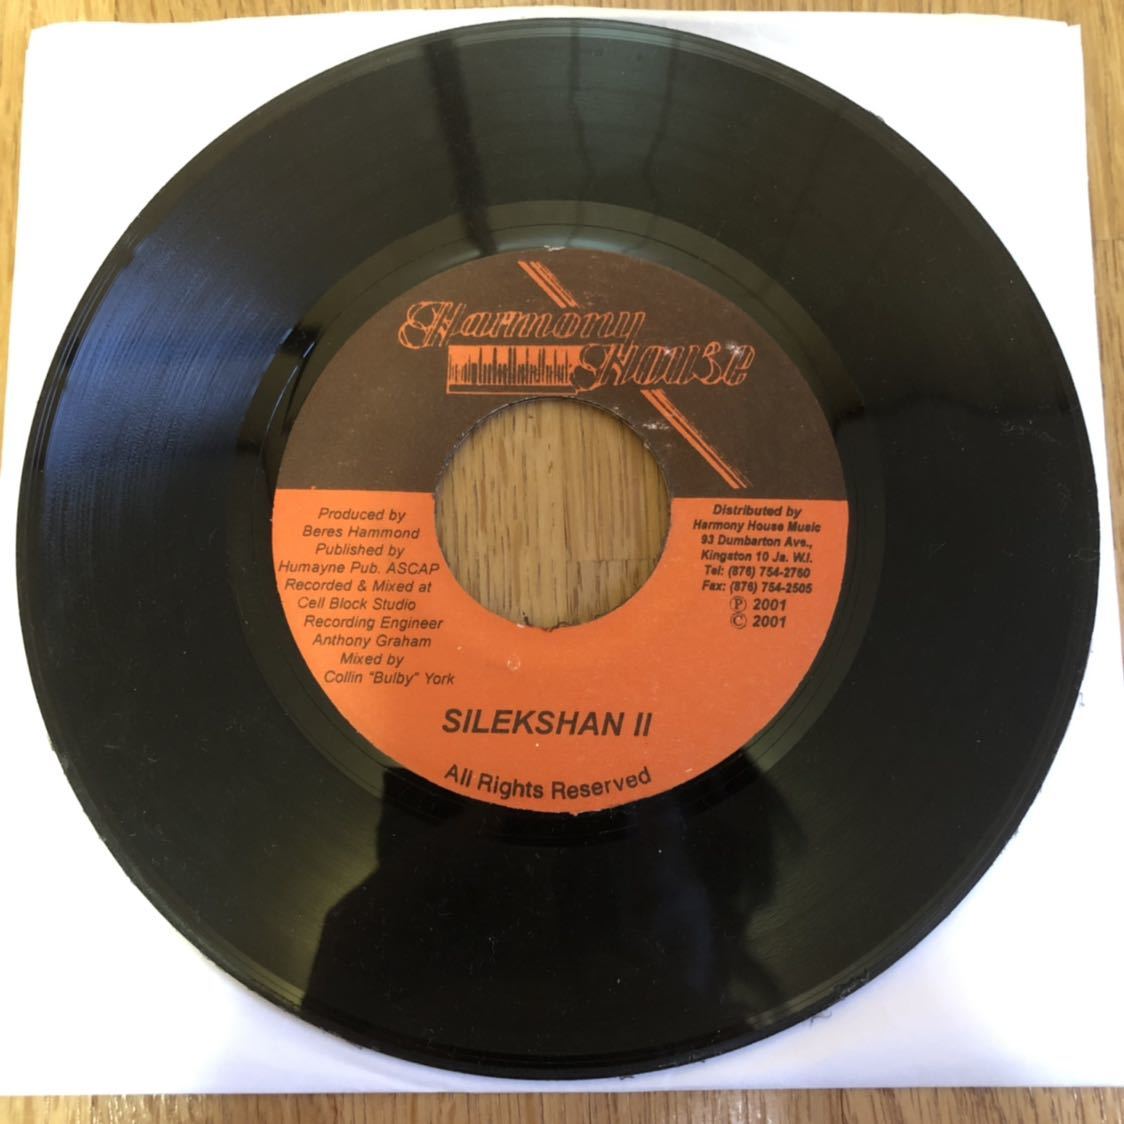 Harmony
House
Produced by
Beres Hammond
Published by
Humayne Pub. ASCAP
Recorded & Mixed at
Cell Block Studio
Recording Engineer
Anthony Graham
Mixed by
Collin "Bulby" York
Distributed by
Harmony House Music
93 Dumbarton Ave.,
Kingston 10 Ja. W.I.
Tel: (876) 754-2760
Fax: (876) 754-2505
℗ 2001
© 2001
SILEKSHAN II
All Rights Reserved